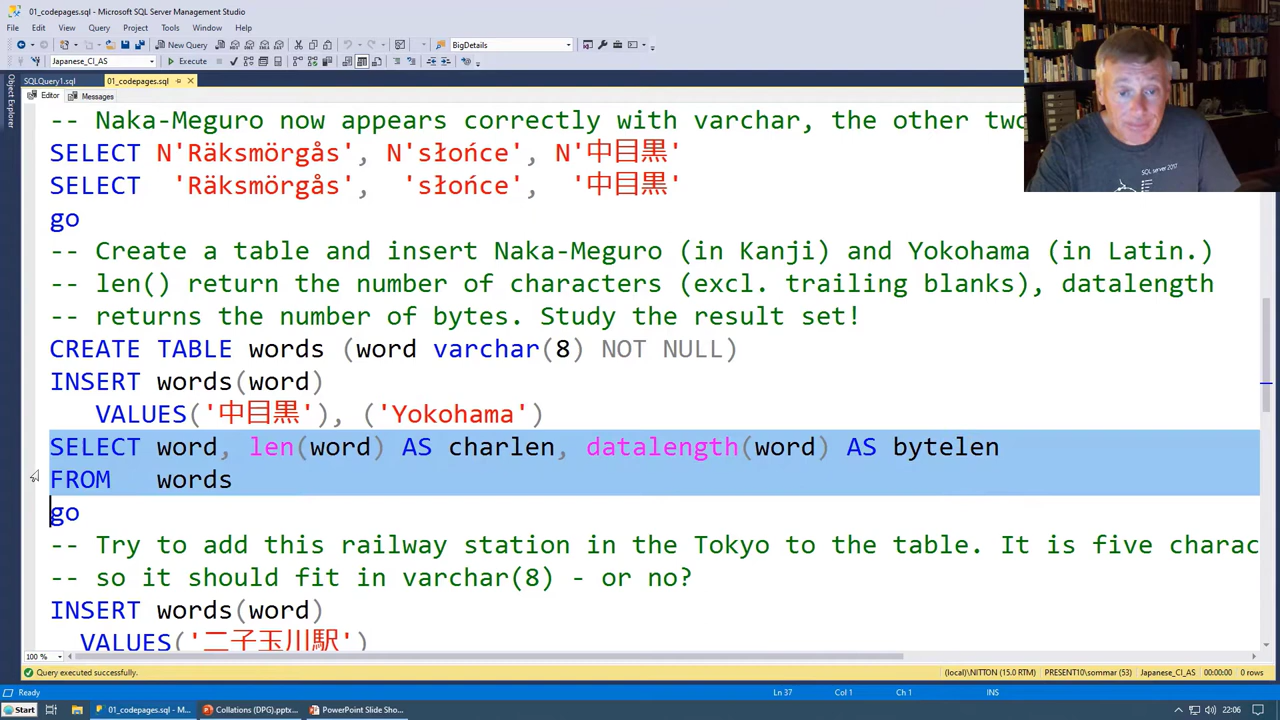 01_codepages.sql - Microsoft SQL Server Management Studio
File Edit View Query Project Tools Window Help
New Query BigDetails
Japanese_CI_AS Execute
SQLQuery1.sql 01_codepages.sql
Object Explorer
Editor Messages
-- Naka-Meguro now appears correctly with varchar, the other two
SELECT N'Räksmörgås', N'słońce', N'中目黒'
SELECT 'Räksmörgås', 'słońce', '中目黒'
go
-- Create a table and insert Naka-Meguro (in Kanji) and Yokohama (in Latin.)
-- len() return the number of characters (excl. trailing blanks), datalength
-- returns the number of bytes. Study the result set!
CREATE TABLE words (word varchar(8) NOT NULL)
INSERT words(word)
VALUES('中目黒'), ('Yokohama')
SELECT word, len(word) AS charlen, datalength(word) AS bytelen
FROM words
go
-- Try to add this railway station in the Tokyo to the table. It is five charac
-- so it should fit in varchar(8) - or no?
INSERT words(word)
VALUES('二子玉川駅')
100 %
Query executed successfully. (local)\NITTON (15.0 RTM) PRESENT10\sommar (53) Japanese_CI_AS 00:00:00 0 rows
Ready Ln 37 Col 1 Ch 1 INS
Start 01_codepages.sql - M... Collations (DPG).pptx... PowerPoint Slide Sho... 22:06
SQL server 2017